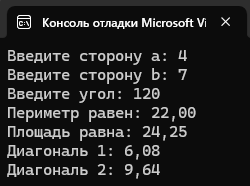 Консоль отладки Microsoft Vi
Введите сторону a: 4
Введите сторону b: 7
Введите угол: 120
Периметр равен: 22,00
Площадь равна: 24,25
Диагональ 1: 6,08
Диагональ 2: 9,64